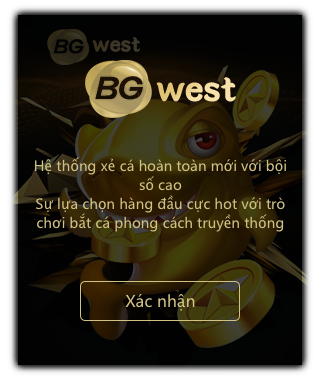 BG west
BG west
Hệ thống xẻ cá hoàn toàn mới với bội
số cao
Sự lựa chọn hàng đầu cực hot với trò
chơi bắt cá phong cách truyền thống
Xác nhận